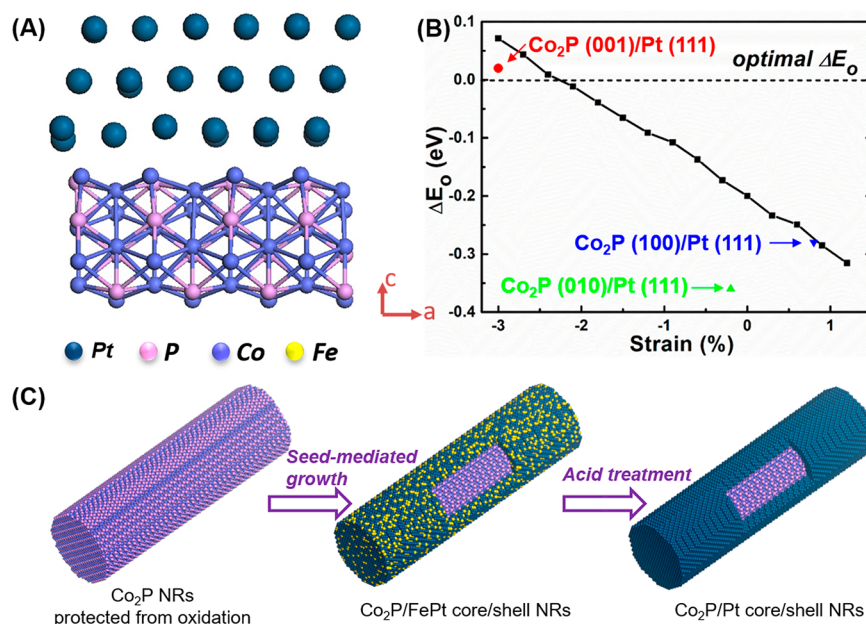 (A)
c
a
Pt
P
Co
Fe
(B)
0.1
0.0
-0.1
-0.2
-0.3
-0.4
ΔE_O (eV)
Co₂P (001)/Pt (111)
optimal ΔE_O
Co₂P (100)/Pt (111)
Co₂P (010)/Pt (111)
-3 -2 -1 0 1
Strain (%)
(C)
Seed-mediated
growth
Acid treatment
Co₂P NRs
protected from oxidation
Co₂P/FePt core/shell NRs
Co₂P/Pt core/shell NRs